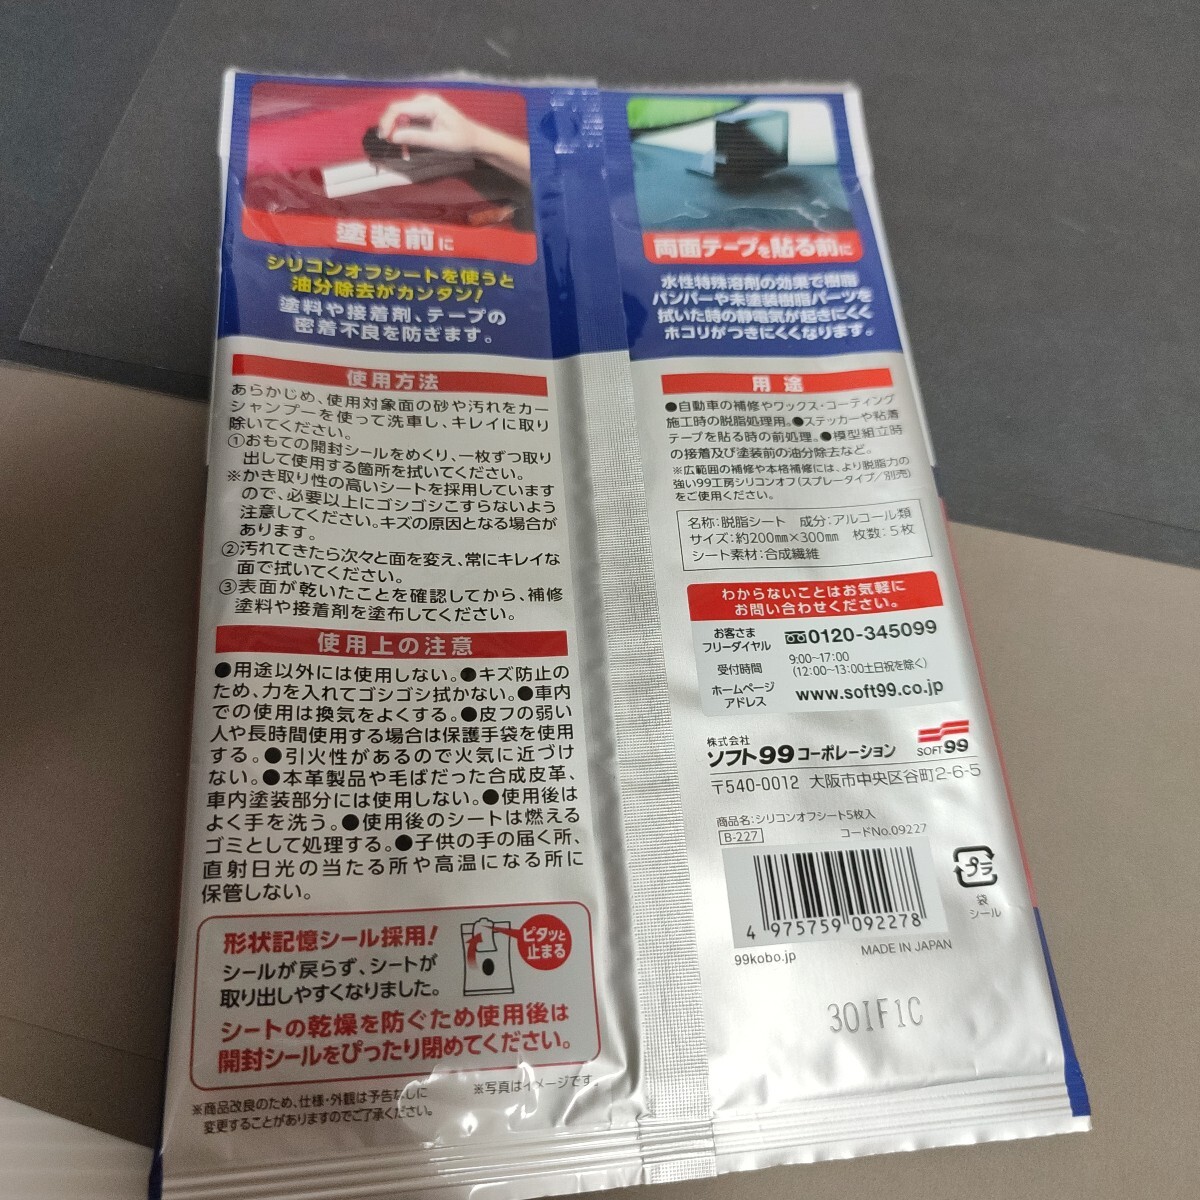 塗装前に
シリコンオフシートを使うと
油分除去がカンタン!
塗料や接着剤、テープの
密着不良を防ぎます。
使用方法
あらかじめ、使用対象面の砂や汚れをカー
シャンプーを使って洗車し、キレイに取り
除いてください。
①おもての開封シールをめくり、一枚ずつ取り
出して使用する箇所を拭いてください。
※かき取り性の高いシートを採用しています
ので、必要以上にゴシゴシこすらないよう
注意してください。キズの原因となる場合が
あります。
②汚れてきたら次々と面を変え、常にキレイな
面で拭いてください。
③表面が乾いたことを確認してから、補修
塗料や接着剤を塗布してください。
使用上の注意
●用途以外には使用しない。●キズ防止の
ため、力を入れてゴシゴシ拭かない。●車内
での使用は換気をよくする。●皮フの弱い
人や長時間使用する場合は保護手袋を使用
する。●引火性があるので火気に近づけ
ない。●本革製品や毛ばだった合成皮革、
車内塗装部分には使用しない。●使用後は
よく手を洗う。●使用後のシートは燃える
ゴミとして処理する。●子供の手の届く所、
直射日光の当たる所や高温になる所に
保管しない。
形状記憶シール採用!
シールが戻らず、シートが
取り出しやすくなりました。
ピタッと
止まる
シートの乾燥を防ぐため使用後は
開封シールをぴったり閉めてください。
※写真はイメージです。
※商品改良のため、仕様・外観は予告なしに
変更することがありますのでご了承ください。
両面テープを貼る前に
水性特殊溶剤の効果で樹脂
バンパーや未塗装樹脂パーツを
拭いた時の静電気が起きにくく
ホコリがつきにくくなります。
用途
●自動車の補修やワックス・コーティング
施工時の脱脂処理用。●ステッカーや粘着
テープを貼る時の前処理。●模型組立時
の接着及び塗装前の油分除去など。
※広範囲の補修や本格補修には、より脱脂力の
強い99工房シリコンオフ(スプレータイプ/別売)
をご使用ください。
名称:脱脂シート 成分:アルコール類
サイズ:約200mm×300mm 枚数:5枚
シート素材:合成繊維
わからないことはお気軽に
お問い合わせください。
お客さま
フリーダイヤル 0120-345099
受付時間 9:00~17:00
(12:00~13:00土日祝を除く)
ホームページ
アドレス www.soft99.co.jp
株式会社
ソフト99コーポレーション
SOFT99
〒540-0012 大阪市中央区谷町2-6-5
商品名:シリコンオフシート5枚入
B-227 コードNo.09227
4 975759 092278
プラ
袋
シール
99kobo.jp MADE IN JAPAN
30IF1C